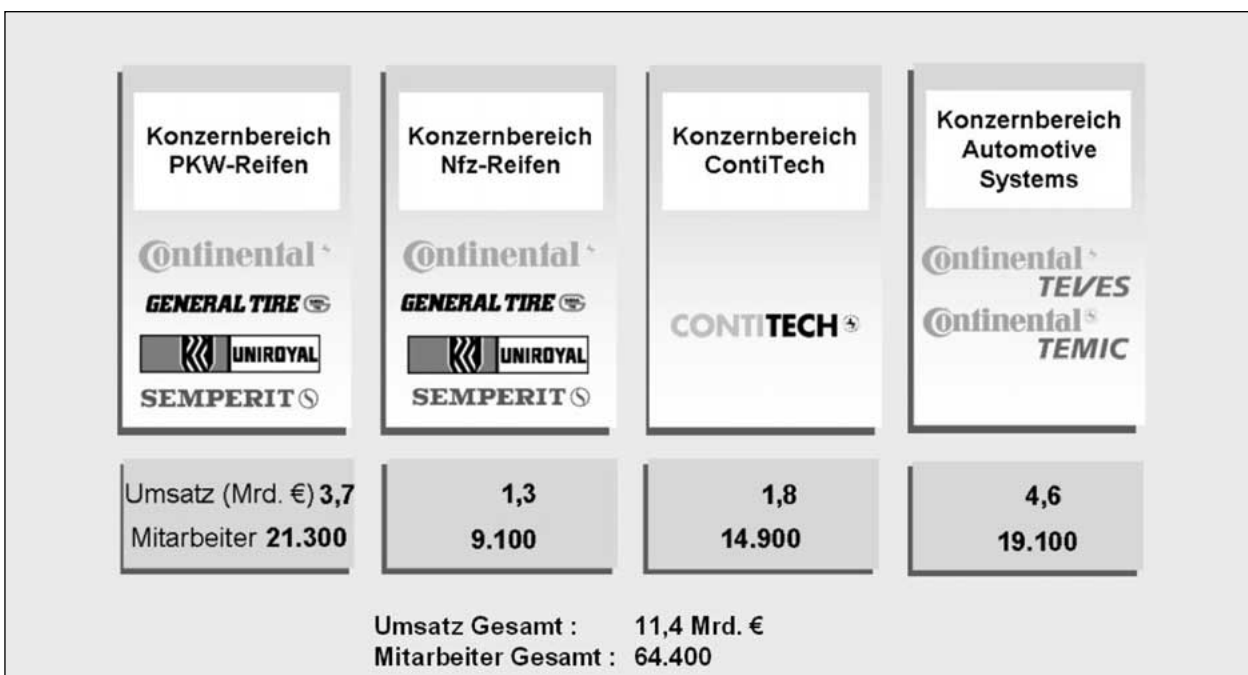 Konzernbereich
PKW-Reifen
Continental
GENERAL TIRE
UNIROYAL
SEMPERIT
Konzernbereich
Nfz-Reifen
Continental
GENERAL TIRE
UNIROYAL
SEMPERIT
Konzernbereich
ContiTech
CONTITECH
Konzernbereich
Automotive
Systems
Continental
TEVES
Continental
TEMIC
Umsatz (Mrd. €) 3,7
Mitarbeiter 21.300
1,3
9.100
1,8
14.900
4,6
19.100
Umsatz Gesamt : 11,4 Mrd. €
Mitarbeiter Gesamt : 64.400